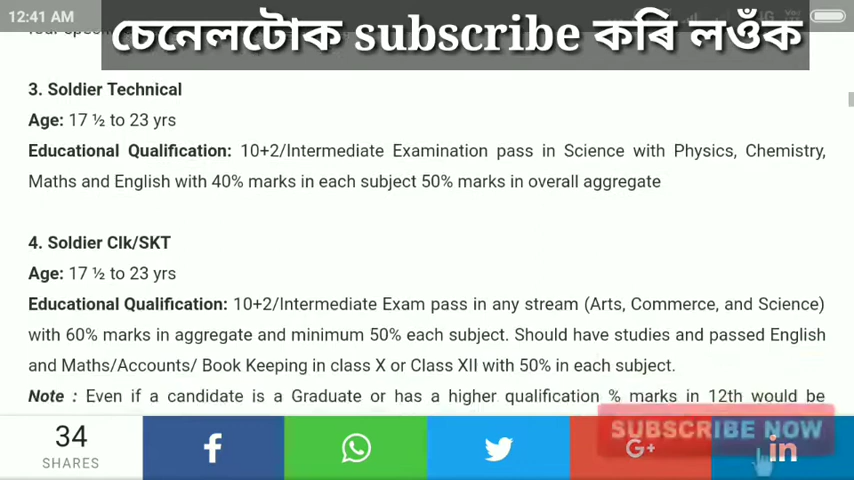 12:41 AM
চেনেলটোক subscribe কৰি লওঁক
3. Soldier Technical
Age: 17 ½ to 23 yrs
Educational Qualification: 10+2/Intermediate Examination pass in Science with Physics, Chemistry,
Maths and English with 40% marks in each subject 50% marks in overall aggregate
4. Soldier Clk/SKT
Age: 17 ½ to 23 yrs
Educational Qualification: 10+2/Intermediate Exam pass in any stream (Arts, Commerce, and Science)
with 60% marks in aggregate and minimum 50% each subject. Should have studies and passed English
and Maths/Accounts/ Book Keeping in class X or Class XII with 50% in each subject.
Note : Even if a candidate is a Graduate or has a higher qualification % marks in 12th would be
34
SHARES
SUBSCRIBE NOW
G+
in